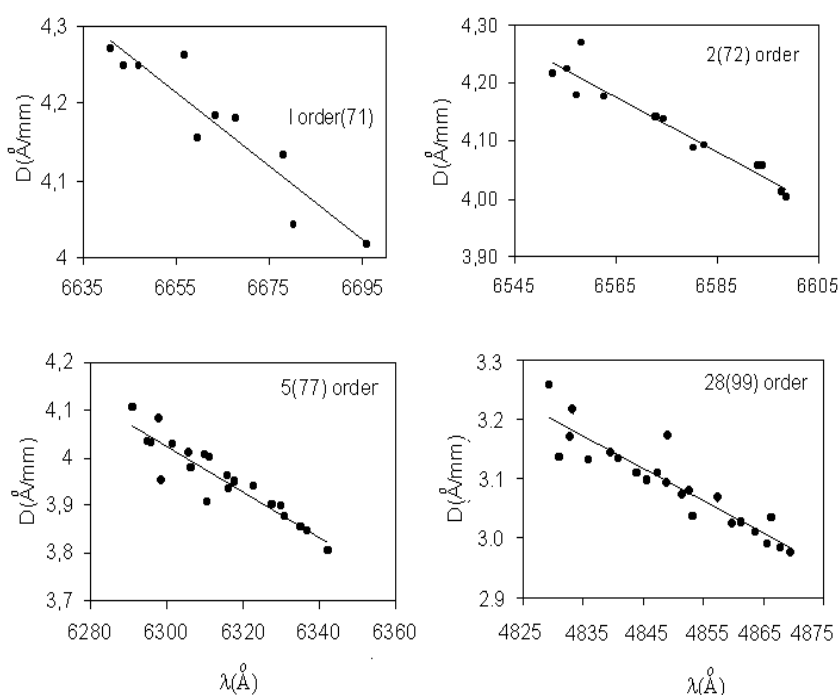 4,3
4,2
4,1
4
D(Å/mm)
I order(71)
6635 6655 6675 6695
4,30
4,20
4,10
4,00
3,90
D(Å/mm)
2(72) order
6545 6565 6585 6605
4,2
4,1
4
3,9
3,8
3,7
D(Å/mm)
5(77) order
6280 6300 6320 6340 6360
λ(Å)
3.3
3.2
3.1
3.0
2.9
D(Å/mm)
28(99) order
4825 4835 4845 4855 4865 4875
λ(Å)